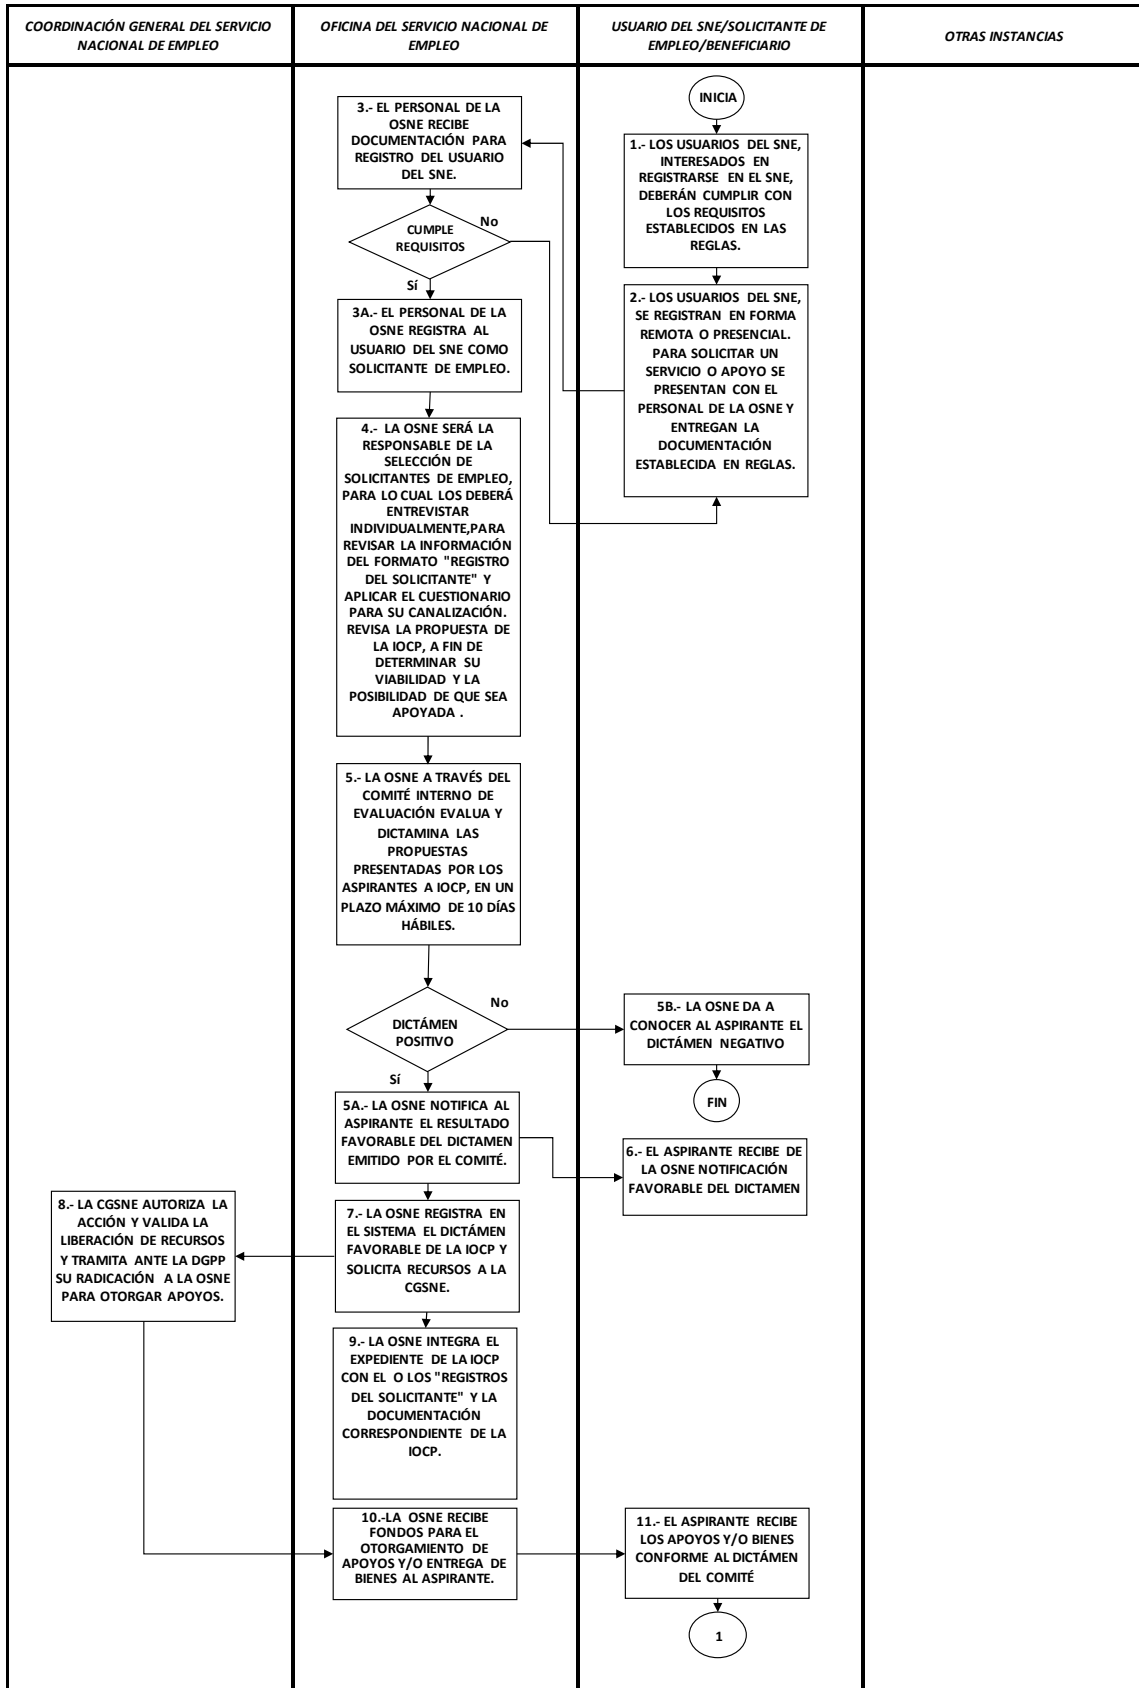 COORDINACIÓN GENERAL DEL SERVICIO
NACIONAL DE EMPLEO
OFICINA DEL SERVICIO NACIONAL DE
EMPLEO
USUARIO DEL SNE/SOLICITANTE DE
EMPLEO/BENEFICIARIO
OTRAS INSTANCIAS
INICIA
1.- LOS USUARIOS DEL SNE,
INTERESADOS EN
REGISTRARSE EN EL SNE,
DEBERÁN CUMPLIR CON
LOS REQUISITOS
ESTABLECIDOS EN LAS
REGLAS.
2.- LOS USUARIOS DEL SNE,
SE REGISTRAN EN FORMA
REMOTA O PRESENCIAL.
PARA SOLICITAR UN
SERVICIO O APOYO SE
PRESENTAN CON EL
PERSONAL DE LA OSNE Y
ENTREGAN LA
DOCUMENTACIÓN
ESTABLECIDA EN REGLAS.
3.- EL PERSONAL DE LA
OSNE RECIBE
DOCUMENTACIÓN PARA
REGISTRO DEL USUARIO
DEL SNE.
CUMPLE
REQUISITOS
No
Sí
3A.- EL PERSONAL DE LA
OSNE REGISTRA AL
USUARIO DEL SNE COMO
SOLICITANTE DE EMPLEO.
4.- LA OSNE SERÁ LA
RESPONSABLE DE LA
SELECCIÓN DE
SOLICITANTES DE EMPLEO,
PARA LO CUAL LOS DEBERÁ
ENTREVISTAR
INDIVIDUALMENTE,PARA
REVISAR LA INFORMACIÓN
DEL FORMATO "REGISTRO
DEL SOLICITANTE" Y
APLICAR EL CUESTIONARIO
PARA SU CANALIZACIÓN.
REVISA LA PROPUESTA DE
LA IOCP, A FIN DE
DETERMINAR SU
VIABILIDAD Y LA
POSIBILIDAD DE QUE SEA
APOYADA .
5.- LA OSNE A TRAVÉS DEL
COMITÉ INTERNO DE
EVALUACIÓN EVALUA Y
DICTAMINA LAS
PROPUESTAS
PRESENTADAS POR LOS
ASPIRANTES A IOCP, EN UN
PLAZO MÁXIMO DE 10 DÍAS
HÁBILES.
DICTÁMEN
POSITIVO
No
Sí
5B.- LA OSNE DA A
CONOCER AL ASPIRANTE EL
DICTÁMEN NEGATIVO
FIN
5A.- LA OSNE NOTIFICA AL
ASPIRANTE EL RESULTADO
FAVORABLE DEL DICTAMEN
EMITIDO POR EL COMITÉ.
6.- EL ASPIRANTE RECIBE DE
LA OSNE NOTIFICACIÓN
FAVORABLE DEL DICTAMEN
7.- LA OSNE REGISTRA EN
EL SISTEMA EL DICTÁMEN
FAVORABLE DE LA IOCP Y
SOLICITA RECURSOS A LA
CGSNE.
8.- LA CGSNE AUTORIZA LA
ACCIÓN Y VALIDA LA
LIBERACIÓN DE RECURSOS
Y TRAMITA ANTE LA DGPP
SU RADICACIÓN A LA OSNE
PARA OTORGAR APOYOS.
9.- LA OSNE INTEGRA EL
EXPEDIENTE DE LA IOCP
CON EL O LOS "REGISTROS
DEL SOLICITANTE" Y LA
DOCUMENTACIÓN
CORRESPONDIENTE DE LA
IOCP.
10.-LA OSNE RECIBE
FONDOS PARA EL
OTORGAMIENTO DE
APOYOS Y/O ENTREGA DE
BIENES AL ASPIRANTE.
11.- EL ASPIRANTE RECIBE
LOS APOYOS Y/O BIENES
CONFORME AL DICTÁMEN
DEL COMITÉ
1